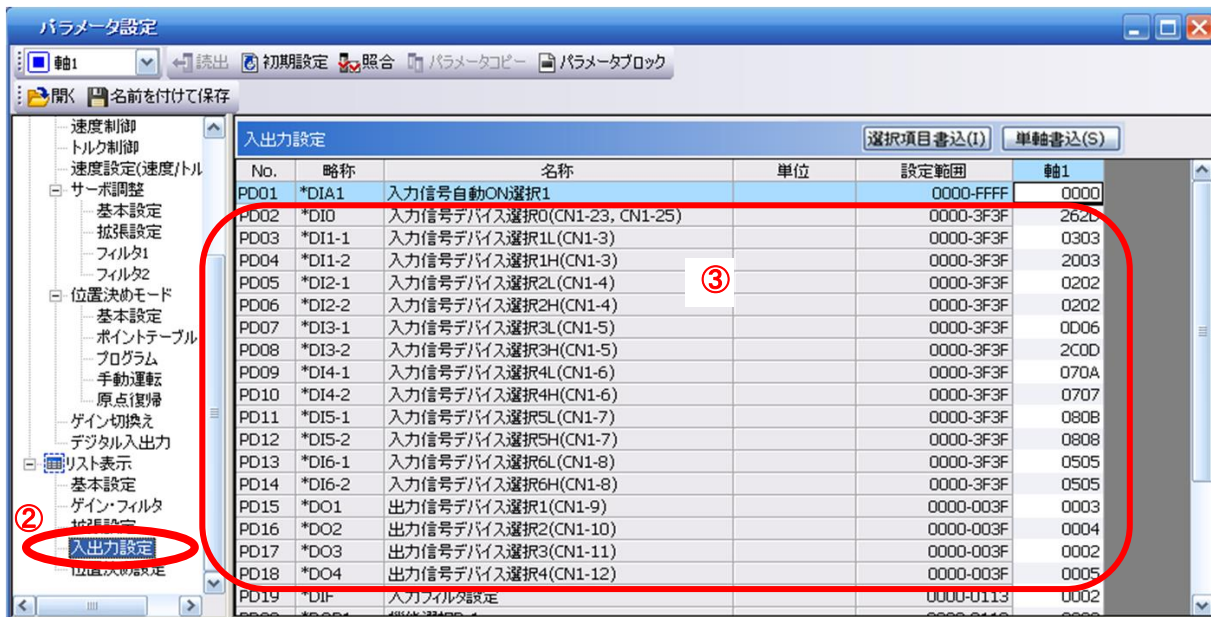 パラメータ設定
軸1 読出 初期設定 照合 パラメータコピー パラメータブロック
開く 名前を付けて保存
速度制御
トルク制御
速度設定(速度/トル
サーボ調整
基本設定
拡張設定
フィルタ1
フィルタ2
位置決めモード
基本設定
ポイントテーブル
プログラム
手動運転
原点復帰
ゲイン切換え
デジタル入出力
リスト表示
基本設定
ゲイン・フィルタ
②
拡張設定
入出力設定
位置決め設定
入出力設定 選択項目書込(I) 単軸書込(S)
No. 略称 名称 単位 設定範囲 軸1
PD01 *DIA1 入力信号自動ON選択1 0000-FFFF 0000
PD02 *DI0 入力信号デバイス選択0(CN1-23, CN1-25) 0000-3F3F 262D
PD03 *DI1-1 入力信号デバイス選択1L(CN1-3) 0000-3F3F 0303
PD04 *DI1-2 入力信号デバイス選択1H(CN1-3) 0000-3F3F 2003
③
PD05 *DI2-1 入力信号デバイス選択2L(CN1-4) 0000-3F3F 0202
PD06 *DI2-2 入力信号デバイス選択2H(CN1-4) 0000-3F3F 0202
PD07 *DI3-1 入力信号デバイス選択3L(CN1-5) 0000-3F3F 0D06
PD08 *DI3-2 入力信号デバイス選択3H(CN1-5) 0000-3F3F 2C0D
PD09 *DI4-1 入力信号デバイス選択4L(CN1-6) 0000-3F3F 070A
PD10 *DI4-2 入力信号デバイス選択4H(CN1-6) 0000-3F3F 0707
PD11 *DI5-1 入力信号デバイス選択5L(CN1-7) 0000-3F3F 080B
PD12 *DI5-2 入力信号デバイス選択5H(CN1-7) 0000-3F3F 0808
PD13 *DI6-1 入力信号デバイス選択6L(CN1-8) 0000-3F3F 0505
PD14 *DI6-2 入力信号デバイス選択6H(CN1-8) 0000-3F3F 0505
PD15 *DO1 出力信号デバイス選択1(CN1-9) 0000-003F 0003
PD16 *DO2 出力信号デバイス選択2(CN1-10) 0000-003F 0004
PD17 *DO3 出力信号デバイス選択3(CN1-11) 0000-003F 0002
PD18 *DO4 出力信号デバイス選択4(CN1-12) 0000-003F 0005
PD19 *DIF 入力フィルタ設定 0000-0113 0002